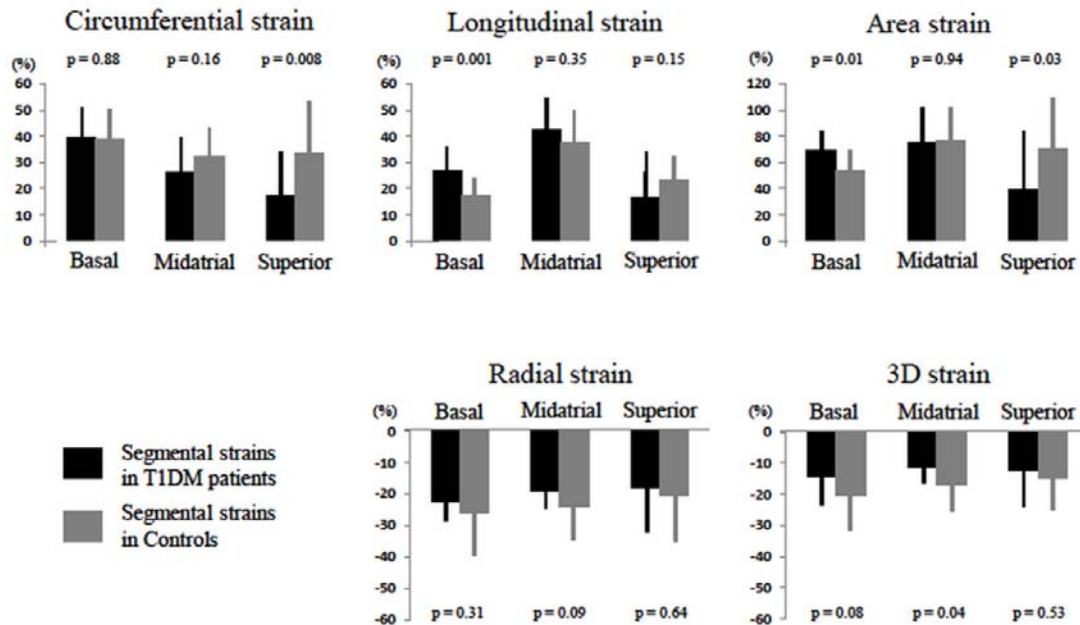 Circumferential strain
(%) p = 0.88 p = 0.16 p = 0.008
60
50
40
30
20
10
0
Basal Midatrial Superior
Longitudinal strain
(%) p = 0.001 p = 0.35 p = 0.15
60
50
40
30
20
10
0
Basal Midatrial Superior
Area strain
(%) p = 0.01 p = 0.94 p = 0.03
120
100
80
60
40
20
0
Basal Midatrial Superior
Segmental strains
in T1DM patients
Segmental strains
in Controls
Radial strain
(%) Basal Midatrial Superior
0
-10
-20
-30
-40
-50
-60
p = 0.31 p = 0.09 p = 0.64
3D strain
(%) Basal Midatrial Superior
0
-10
-20
-30
-40
-50
-60
p = 0.08 p = 0.04 p = 0.53